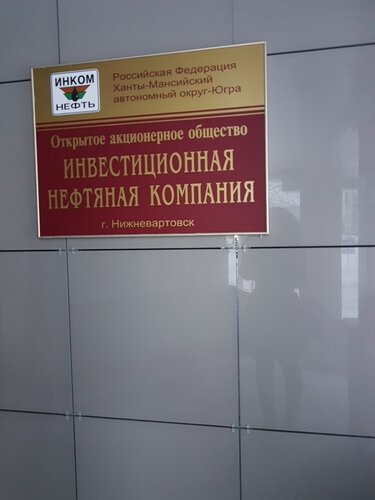 ИНКОМ
НЕФТЬ
Российская Федерация
Ханты-Мансийский
автономный округ-Югра
Открытое акционерное общество
ИНВЕСТИЦИОННАЯ
НЕФТЯНАЯ КОМПАНИЯ
г. Нижневартовск